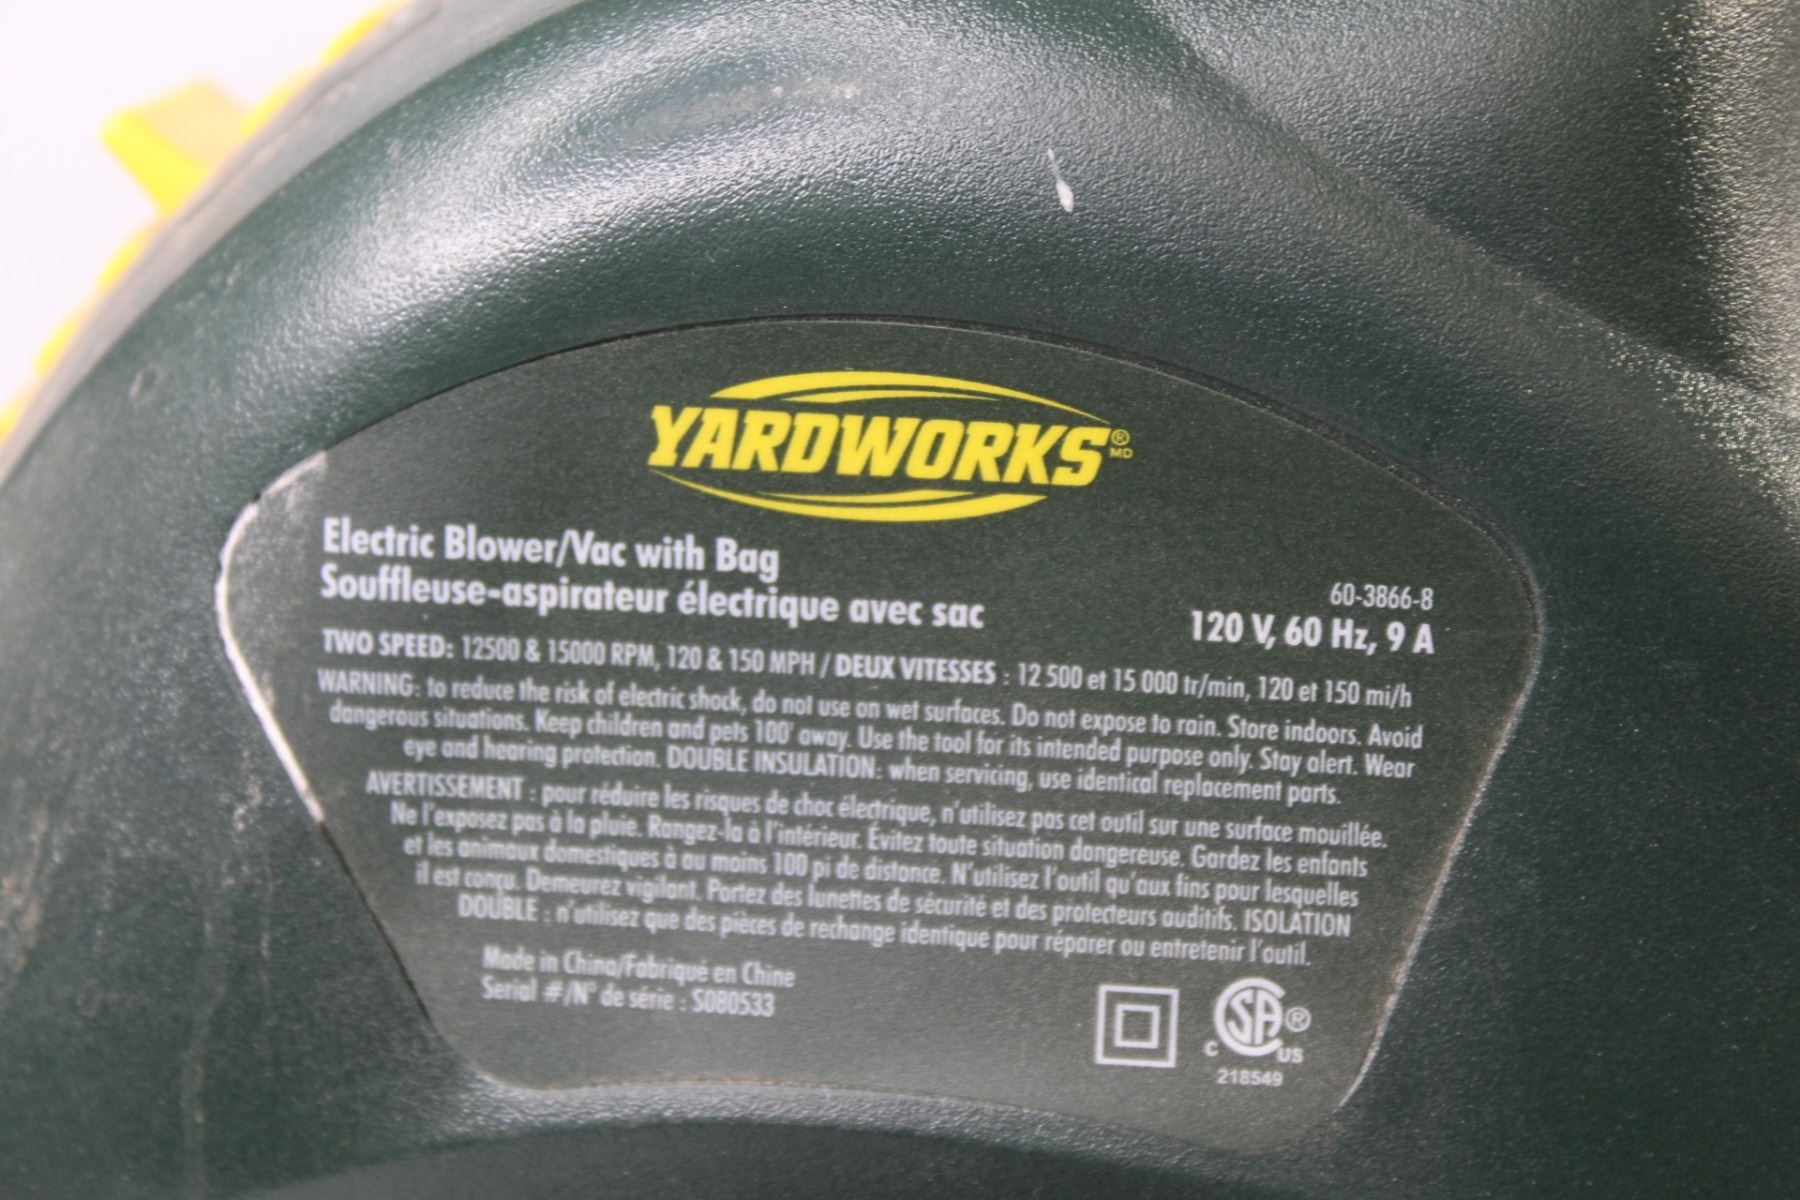 YARDWORKS®
MD
Electric Blower/Vac with Bag
Souffleuse-aspirateur électrique avec sac
60-3866-8
120 V, 60 Hz, 9 A
TWO SPEED: 12500 & 15000 RPM, 120 & 150 MPH / DEUX VITESSES : 12 500 et 15 000 tr/min, 120 et 150 mi/h
WARNING: to reduce the risk of electric shock, do not use on wet surfaces. Do not expose to rain. Store indoors. Avoid
dangerous situations. Keep children and pets 100' away. Use the tool for its intended purpose only. Stay alert. Wear
eye and hearing protection. DOUBLE INSULATION: when servicing, use identical replacement parts.
AVERTISSEMENT : pour réduire les risques de choc électrique, n'utilisez pas cet outil sur une surface mouillée.
Ne l'exposez pas à la pluie. Rangez-la à l'intérieur. Évitez toute situation dangereuse. Gardez les enfants
et les animaux domestiques à au moins 100 pi de distance. N'utilisez l'outil qu'aux fins pour lesquelles
il est conçu. Demeurez vigilant. Portez des lunettes de sécurité et des protecteurs auditifs. ISOLATION
DOUBLE : n'utilisez que des pièces de rechange identique pour réparer ou entretenir l'outil.
Made in China/Fabriqué en Chine
Serial #/N° de série : S080533
C SA® US
218549